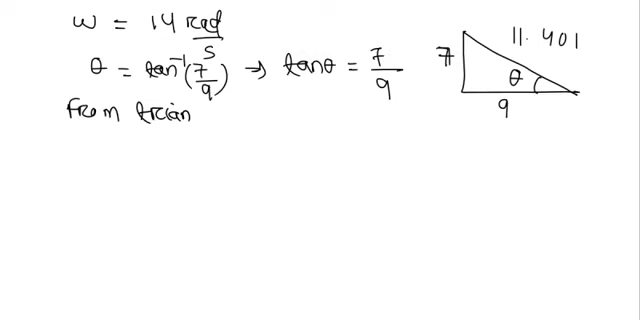 ω = 14 rad/s
θ = tan⁻¹(7/9) → tanθ = 7/9
From trian
7
11.401
θ
9